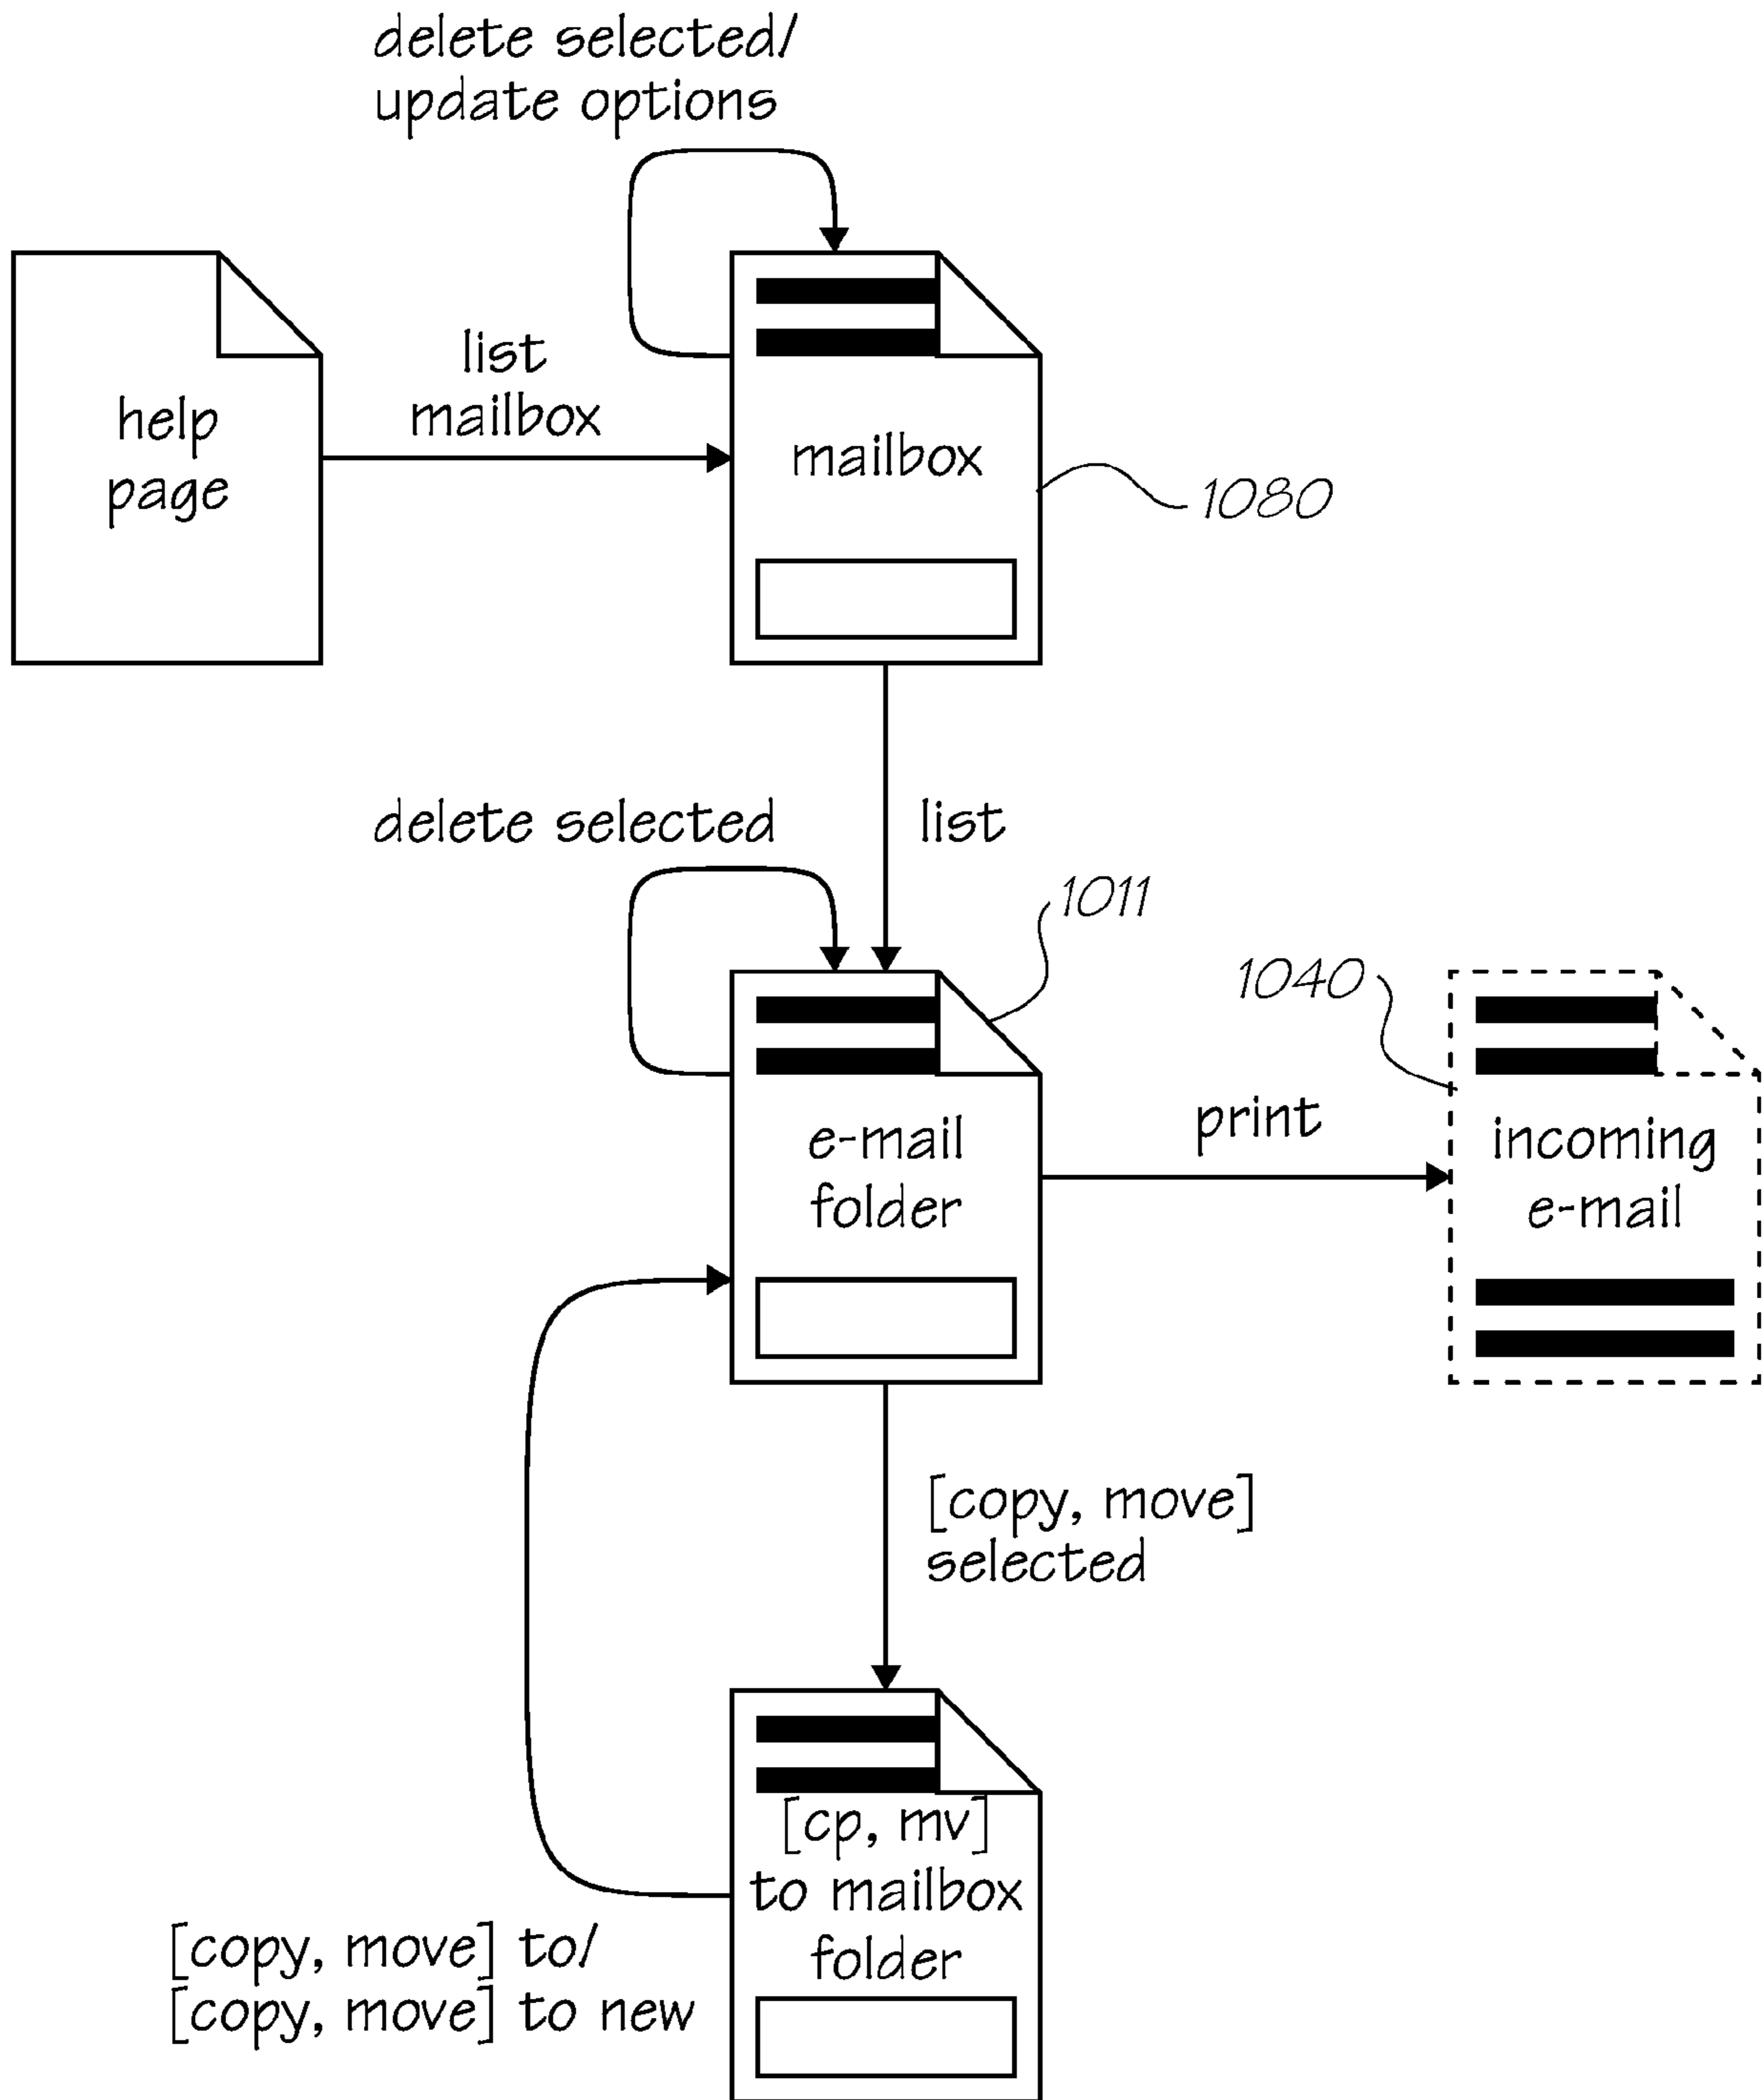 delete selected/
update options
help
page
list
mailbox
mailbox
1080
delete selected
list
1011
1040
e-mail
folder
print
incoming
e-mail
[copy, move]
selected
[cp, mv]
to mailbox
folder
[copy, move] to/
[copy, move] to new